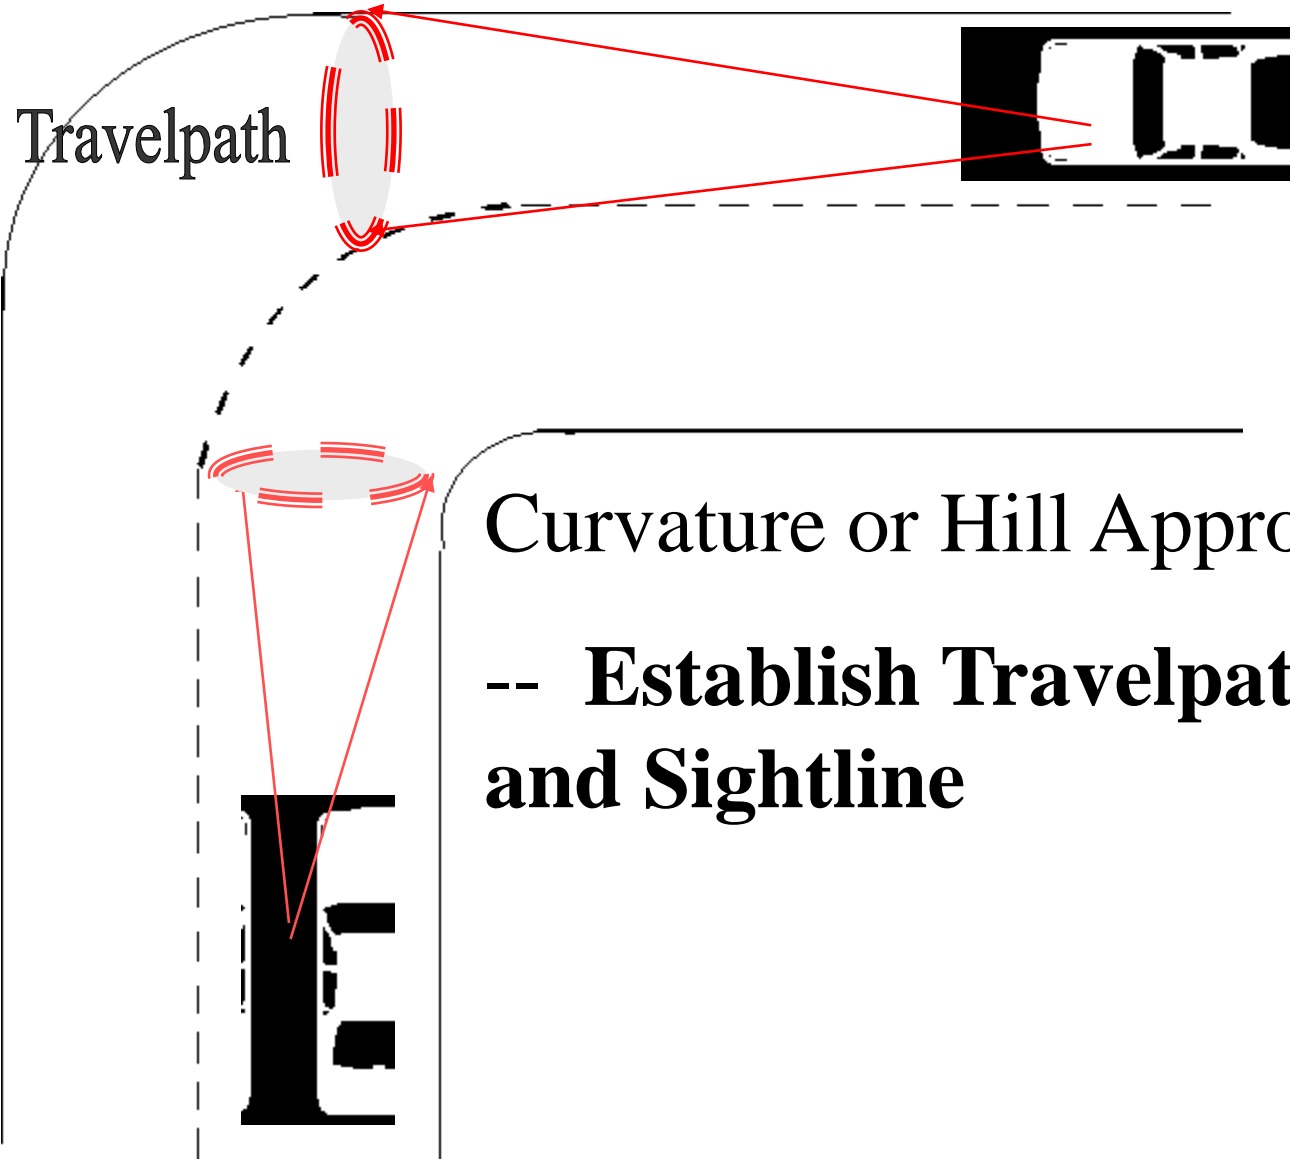 Travelpath
Curvature or Hill Appro
-- Establish Travelpat
and Sightline